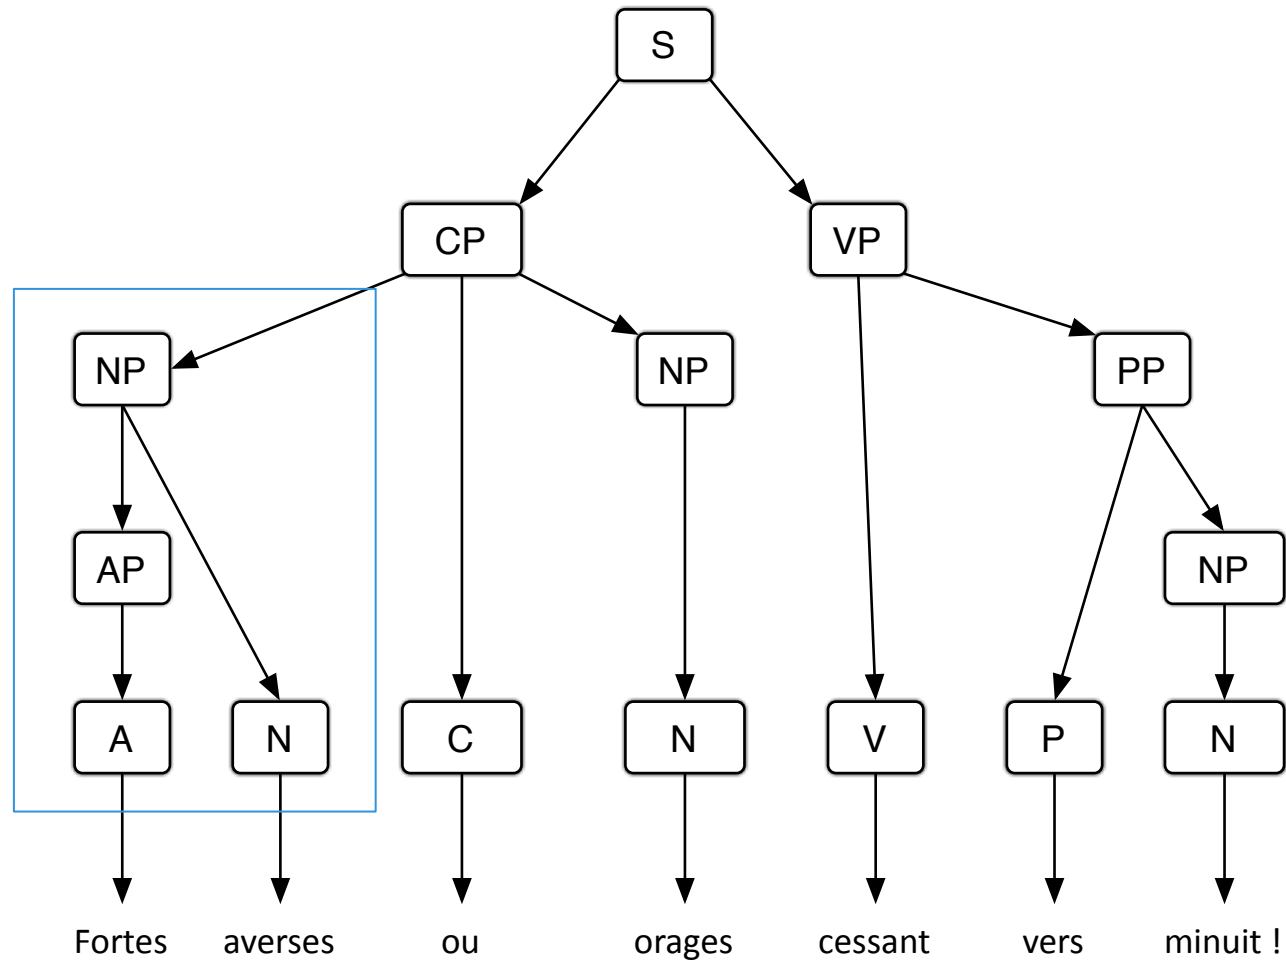 S
CP VP
NP NP PP
AP NP
A N C N V P N
Fortes averses ou orages cessant vers minuit !